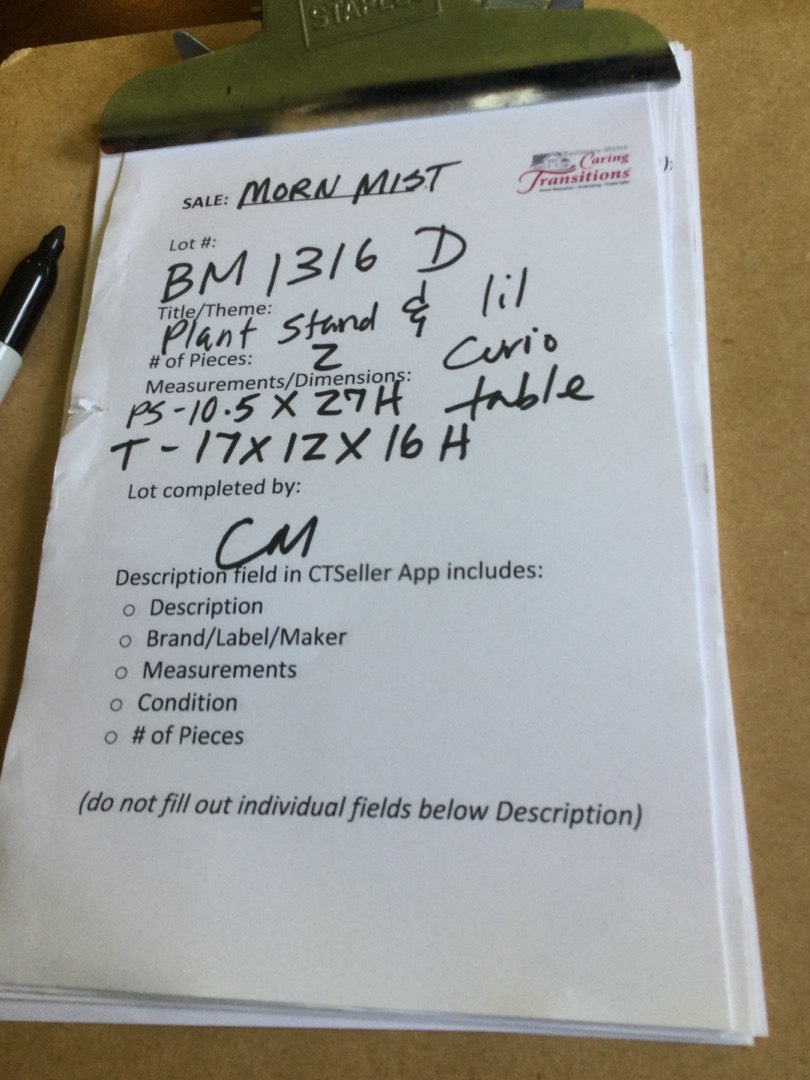 STAPLES
Caring
Transitions
SALE: MORN MIST
Lot #:
BM 1316 D
Title/Theme:
Plant Stand & lil
Curio
table
# of Pieces: 2
Measurements/Dimensions:
PS-10.5 X 27H
T - 17X12X16H
Lot completed by:
CM
Description field in CTSeller App includes:
○ Description
○ Brand/Label/Maker
○ Measurements
○ Condition
○ # of Pieces
(do not fill out individual fields below Description)